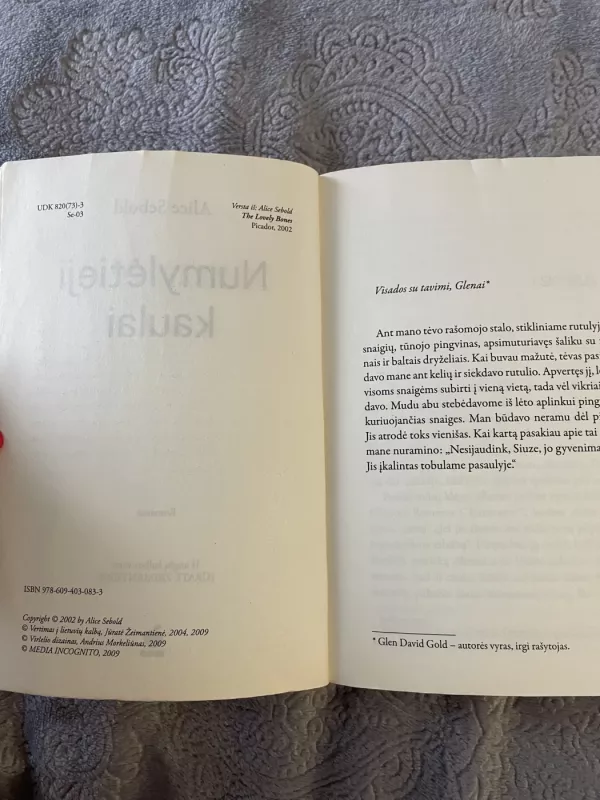 UDK 820(73)-3
Se-03
Versta iš: Alice Sebold
The Lovely Bones
Picador, 2002
Alice Sebold
Numylėtieji
kaulai
ISBN 978-609-403-083-3
Copyright © 2002 by Alice Sebold
© Vertimas į lietuvių kalbą, Jūratė Žeimantienė, 2004, 2009
© Viršelio dizainas, Andrius Morkeliūnas, 2009
© MEDIA INCOGNITO, 2009
Visados su tavimi, Glenai*
Ant mano tėvo rašomojo stalo, stikliniame rutulyj
snaigių, tūnojo pingvinas, apsimuturiavęs šaliku su
nais ir baltais dryželiais. Kai buvau mažutė, tėvas pas
davo mane ant kelių ir siekdavo rutulio. Apvertęs jį, l
visoms snaigėms subirti į vieną vietą, tada vėl vikriai
davo. Mudu abu stebėdavome iš lėto aplinkui ping
kuriuojančias snaiges. Man būdavo neramu dėl p
Jis atrodė toks vienišas. Kai kartą pasakiau apie tai
mane nuramino: „Nesijaudink, Siuze, jo gyvenima
Jis įkalintas tobulame pasaulyje.“
* Glen David Gold – autorės vyras, irgi rašytojas.